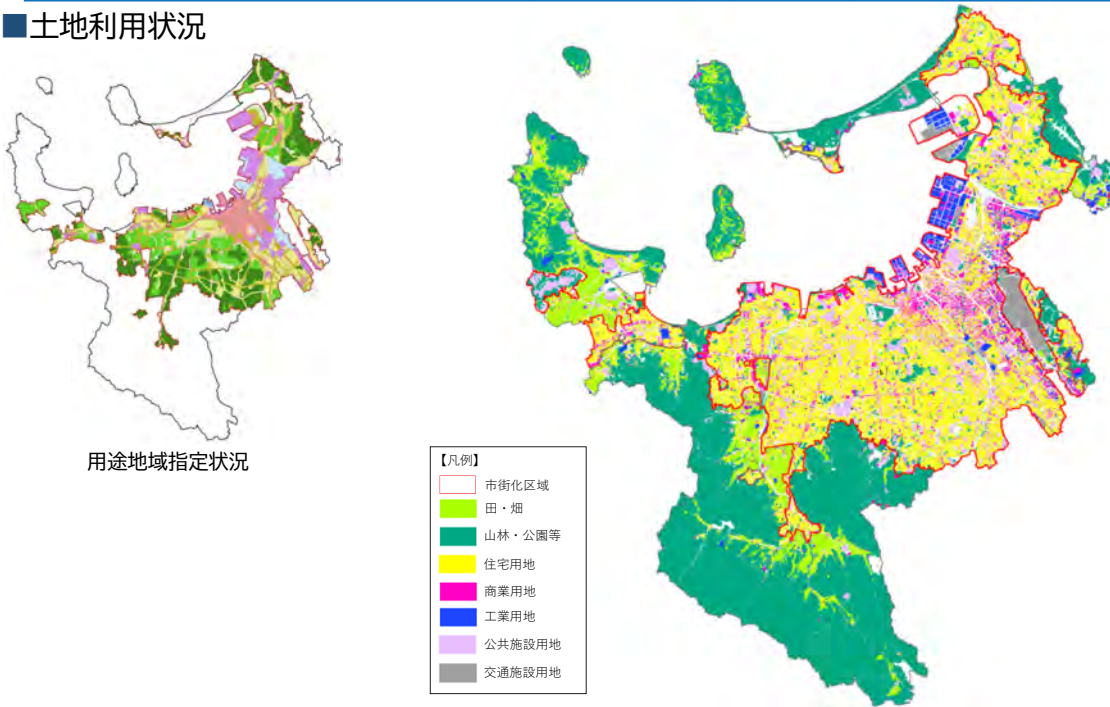 ■土地利用状況
用途地域指定状況
【凡例】
市街化区域
田・畑
山林・公園等
住宅用地
商業用地
工業用地
公共施設用地
交通施設用地